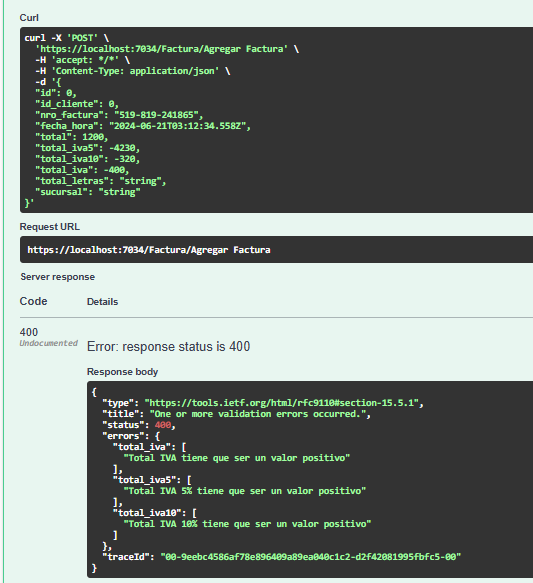 Curl
curl -X 'POST' \
'https://localhost:7034/Factura/Agregar Factura' \
-H 'accept: */*' \
-H 'Content-Type: application/json' \
-d '{
"id": 0,
"id_cliente": 0,
"nro_factura": "519-819-241865",
"fecha_hora": "2024-06-21T03:12:34.558Z",
"total": 1200,
"total_iva5": -4230,
"total_iva10": -320,
"total_iva": -400,
"total_letras": "string",
"sucursal": "string"
}'
Request URL
https://localhost:7034/Factura/Agregar Factura
Server response
Code Details
400
Undocumented
Error: response status is 400
Response body
{
"type": "https://tools.ietf.org/html/rfc9110#section-15.5.1",
"title": "One or more validation errors occurred.",
"status": 400,
"errors": {
"total_iva": [
"Total IVA tiene que ser un valor positivo"
],
"total_iva5": [
"Total IVA 5% tiene que ser un valor positivo"
],
"total_iva10": [
"Total IVA 10% tiene que ser un valor positivo"
]
},
"traceId": "00-9eebc4586af78e896409a89ea040c1c2-d2f42081995fbfc5-00"
}